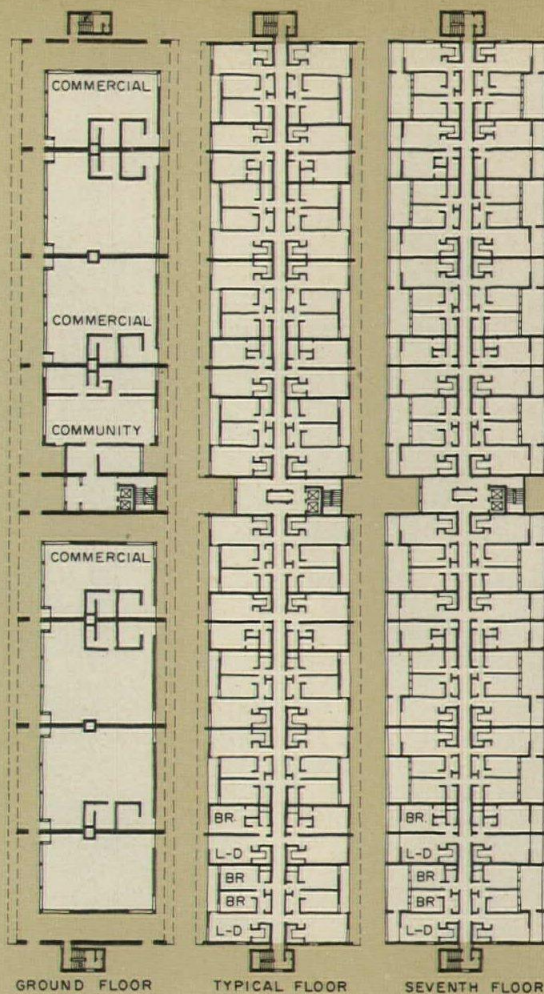 COMMERCIAL
COMMERCIAL
COMMUNITY
COMMERCIAL
BR.
L-D
BR
BR
L-D
BR.
L-D
BR
BR
L-D
GROUND FLOOR
TYPICAL FLOOR
SEVENTH FLOOR